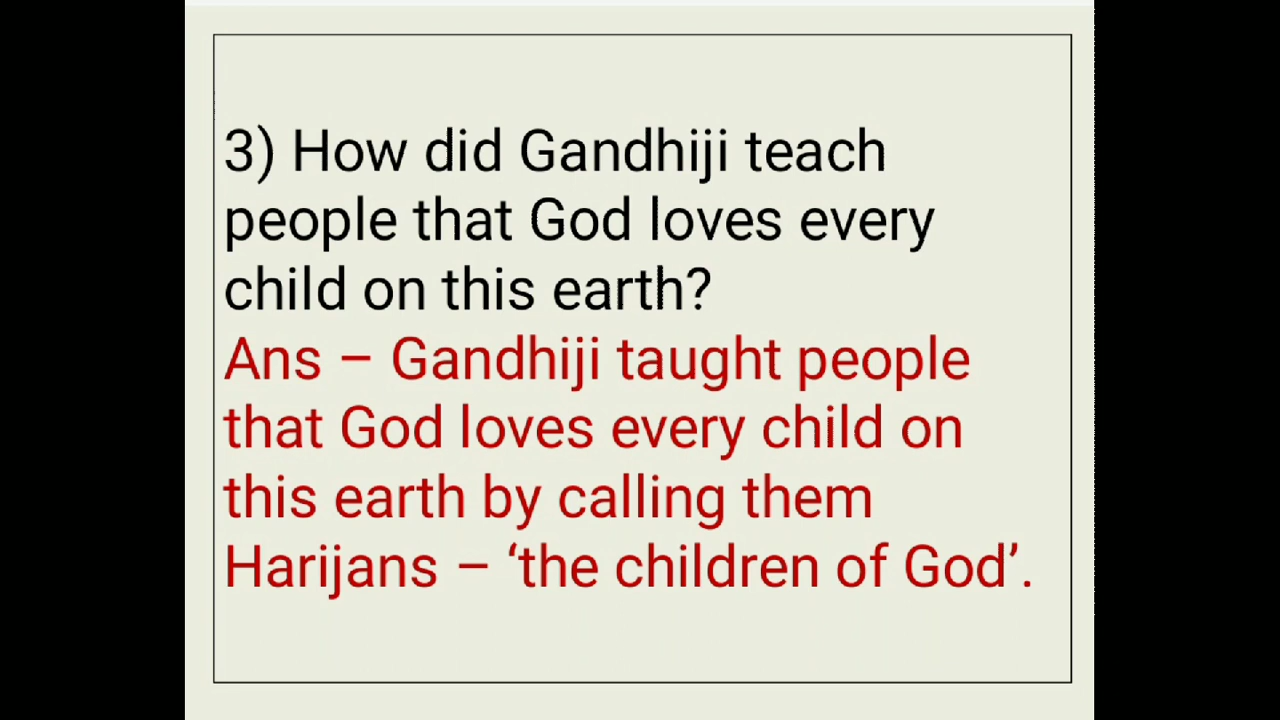 3) How did Gandhiji teach
people that God loves every
child on this earth?
Ans – Gandhiji taught people
that God loves every child on
this earth by calling them
Harijans – ‘the children of God’.